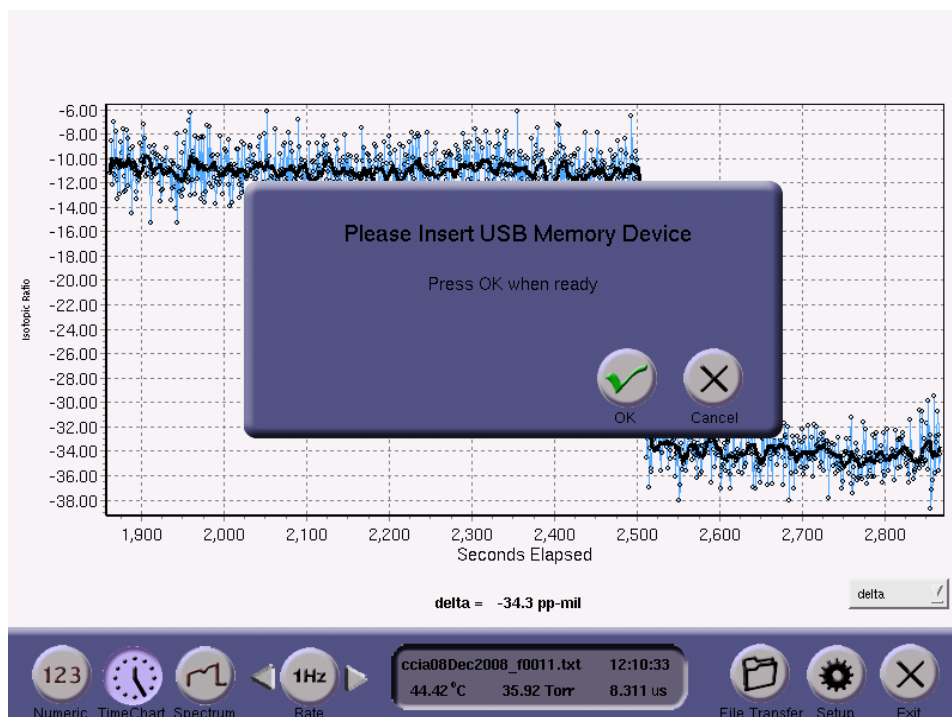 -6.00
-8.00
-10.00
-12.00
-14.00
-16.00
-18.00
-20.00
-22.00
-24.00
-26.00
-28.00
-30.00
-32.00
-34.00
-36.00
-38.00
Isotopic Ratio
Please Insert USB Memory Device
Press OK when ready
OK Cancel
1,900 2,000 2,100 2,200 2,300 2,400 2,500 2,600 2,700 2,800
Seconds Elapsed
delta = -34.3 pp-mil
delta
123 1Hz
ccia08Dec2008_f0011.txt 12:10:33
44.42 °C 35.92 Torr 8.311 us
Numeric TimeChart Spectrum Rate File Transfer Setup Exit